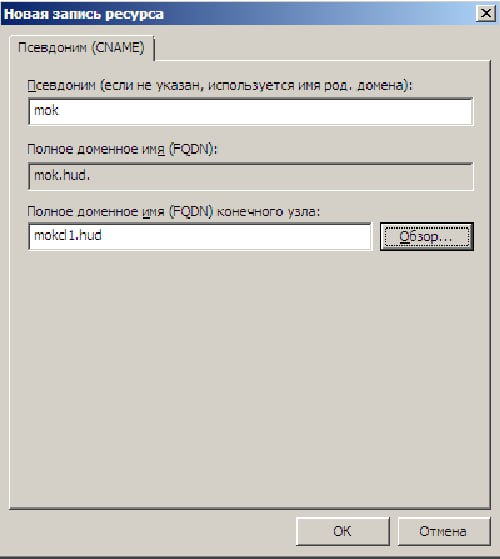 Новая запись ресурса
Псевдоним (CNAME)
Псевдоним (если не указан, используется имя род. домена):
mok
Полное доменное имя (FQDN):
mok.hud.
Полное доменное имя (FQDN) конечного узла:
mokcl1.hud
Обзор...
OK
Отмена